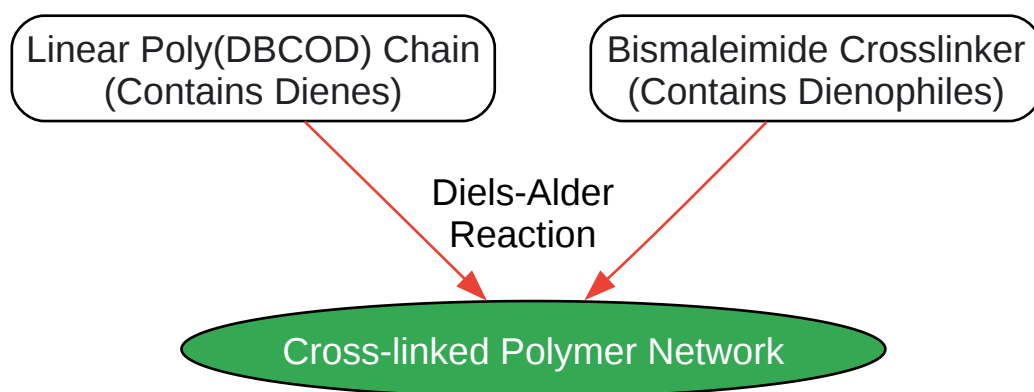 Linear Poly(DBCOD) Chain
(Contains Dienes)
Bismaleimide Crosslinker
(Contains Dienophiles)
Diels-Alder
Reaction
Cross-linked Polymer Network